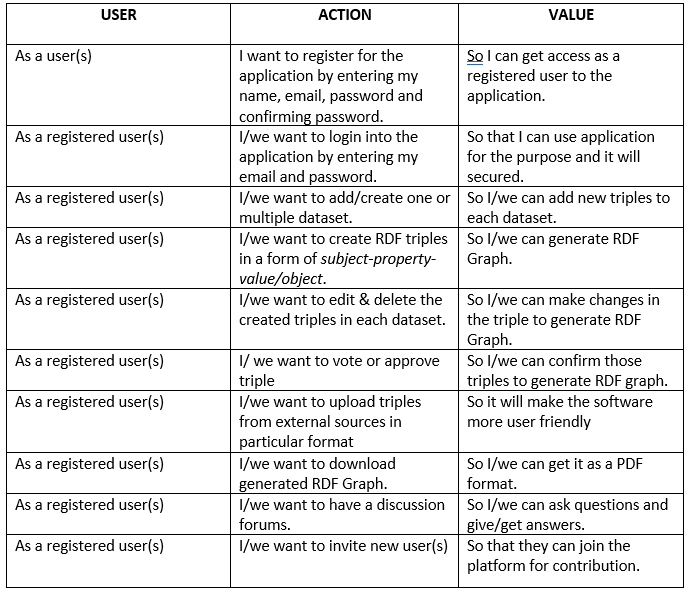 USER ACTION VALUE
As a user(s) I want to register for the So I can get access as a
application by entering my registered user to the
name, email, password and application.
confirming password.
As a registered user(s) I/we want to login into the So that I can use application
application by entering my for the purpose and it will
email and password. secured.
As a registered user(s) I/we want to add/create one or So I/we can add new triples to
multiple dataset. each dataset.
As a registered user(s) I/we want to create RDF triples So I/we can generate RDF
in a form of subject-property- Graph.
value/object.
As a registered user(s) I/we want to edit & delete the So I/we can make changes in
created triples in each dataset. the triple to generate RDF
Graph.
As a registered user(s) I/ we want to vote or approve So I/we can confirm those
triple triples to generate RDF graph.
As a registered user(s) I/we want to upload triples So it will make the software
from external sources in more user friendly
particular format
As a registered user(s) I/we want to download So I/we can get it as a PDF
generated RDF Graph. format.
As a registered user(s) I/we want to have a discussion So I/we can ask questions and
forums. give/get answers.
As a registered user(s) I/we want to invite new user(s) So that they can join the
platform for contribution.